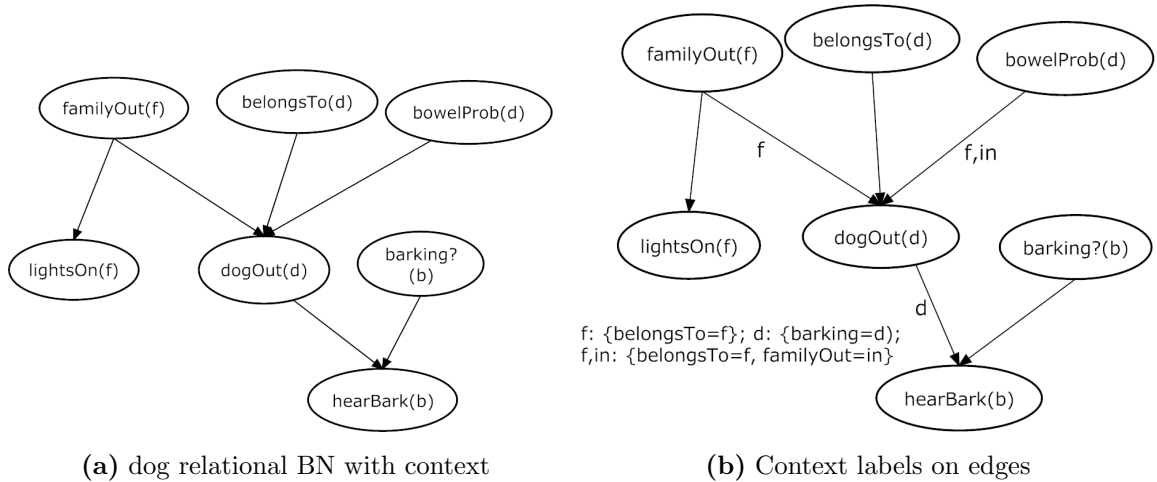 familyOut(f)
belongsTo(d)
bowelProb(d)
lightsOn(f)
dogOut(d)
barking?
(b)
hearBark(b)
(a) dog relational BN with context
familyOut(f)
belongsTo(d)
bowelProb(d)
f
f,in
lightsOn(f)
dogOut(d)
barking?(b)
d
f: {belongsTo=f}; d: {barking=d);
f,in: {belongsTo=f, familyOut=in}
hearBark(b)
(b) Context labels on edges